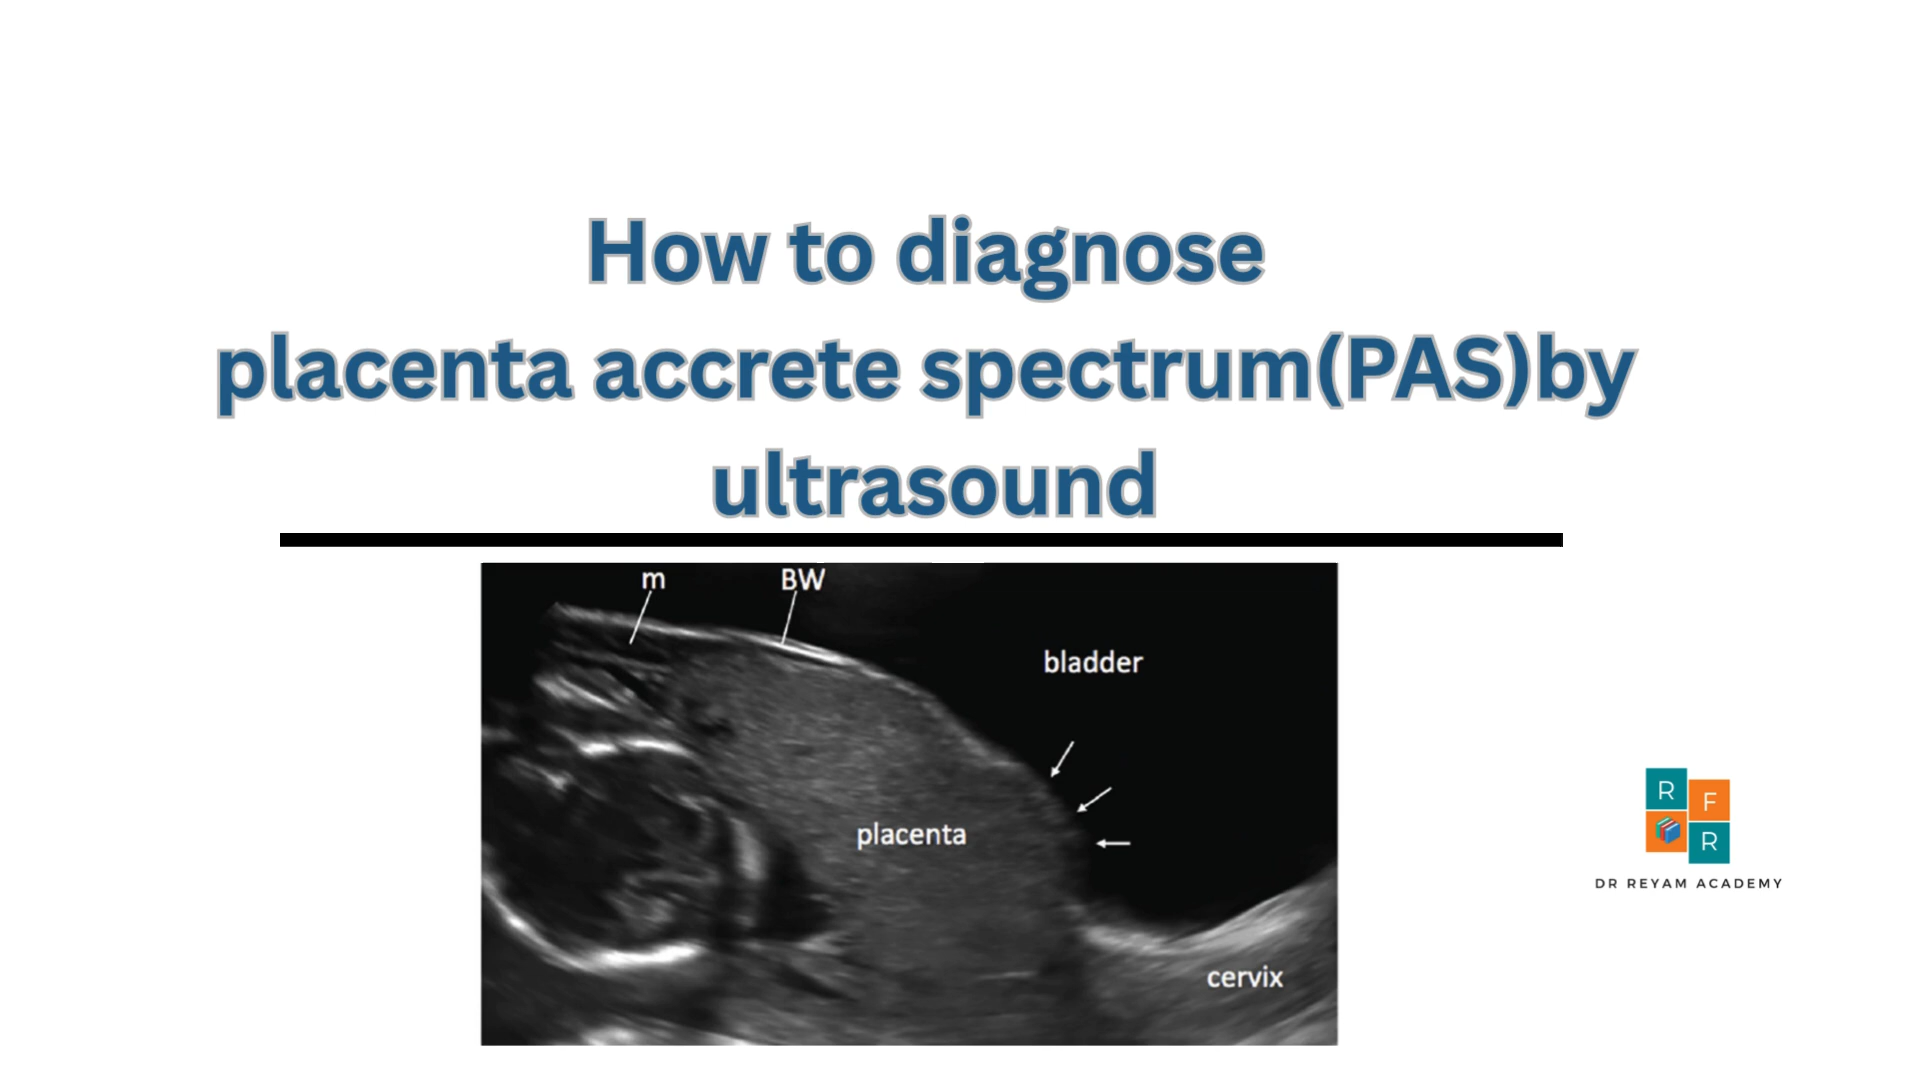 How to diagnose
placenta accrete spectrum(PAS)by
ultrasound
m
BW
bladder
placenta
cervix
R
F
R
DR REYAM ACADEMY